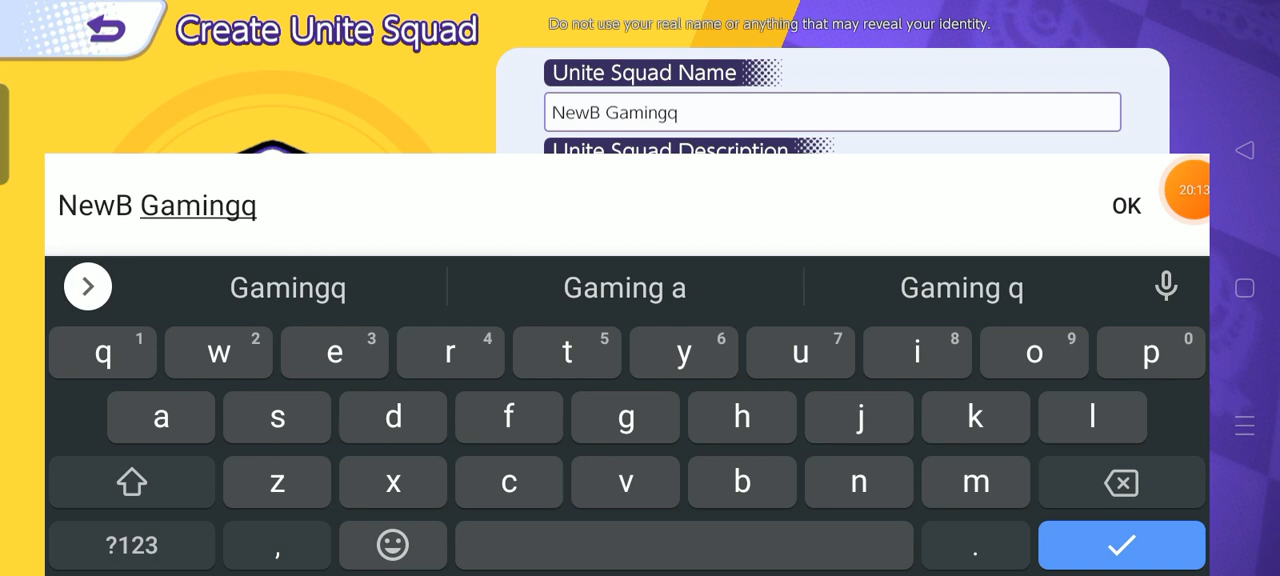 Create Unite Squad
Do not use your real name or anything that may reveal your identity.
Unite Squad Name
NewB Gamingq
Unite Squad Description
NewB Gamingq
OK
20:13
Gamingq Gaming a Gaming q
q 1 w 2 e 3 r 4 t 5 y 6 u 7 i 8 o 9 p 0
a s d f g h j k l
z x c v b n m
?123 , .